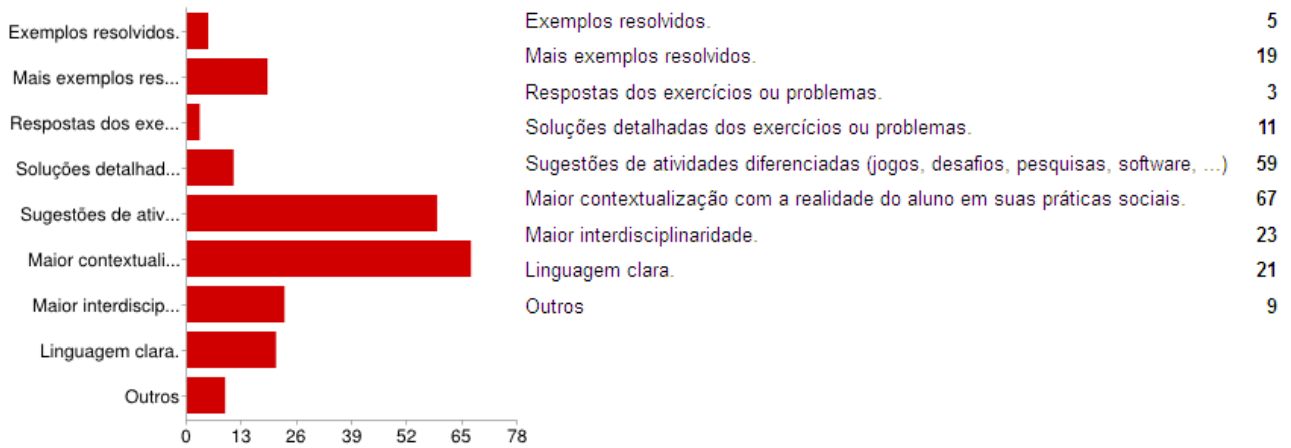 Exemplos resolvidos.
Mais exemplos res...
Respostas dos exe...
Soluções detalhad...
Sugestões de ativ...
Maior contextuali...
Maior interdiscip...
Linguagem clara.
Outros
0 13 26 39 52 65 78
Exemplos resolvidos. 5
Mais exemplos resolvidos. 19
Respostas dos exercícios ou problemas. 3
Soluções detalhadas dos exercícios ou problemas. 11
Sugestões de atividades diferenciadas (jogos, desafios, pesquisas, software, ...) 59
Maior contextualização com a realidade do aluno em suas práticas sociais. 67
Maior interdisciplinaridade. 23
Linguagem clara. 21
Outros 9